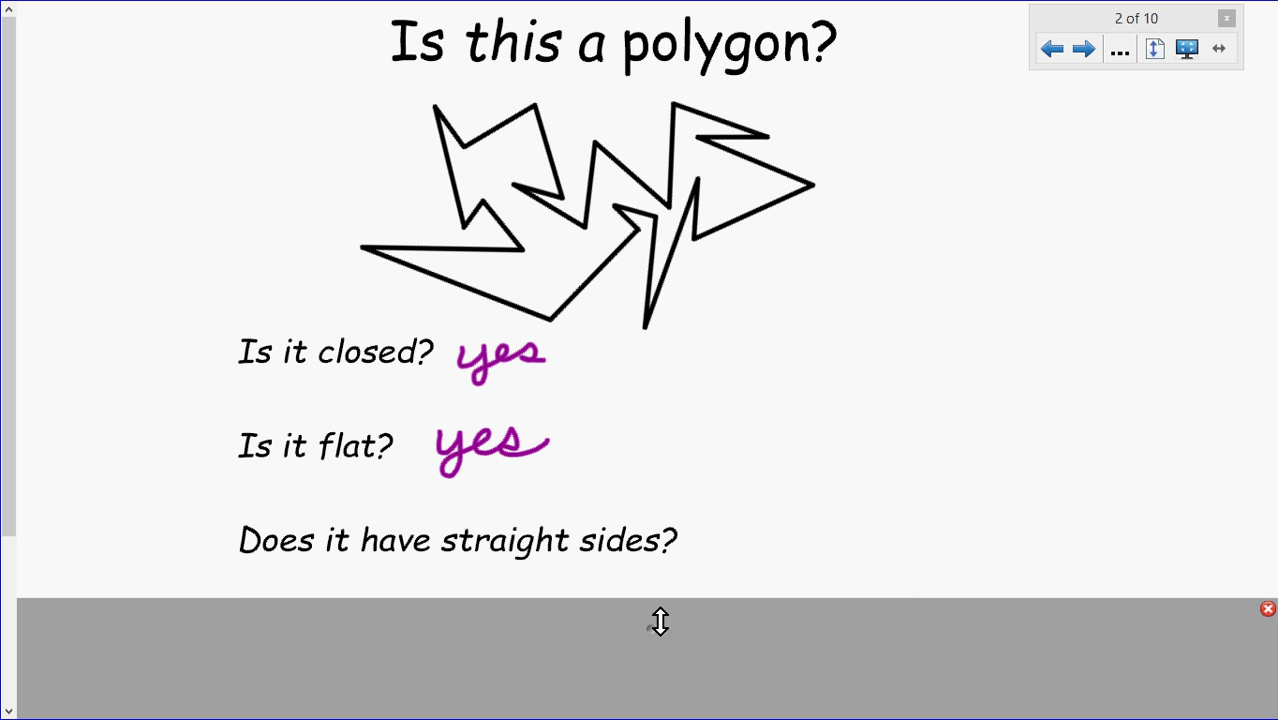 Is this a polygon?
2 of 10
Is it closed? yes
Is it flat? yes
Does it have straight sides?